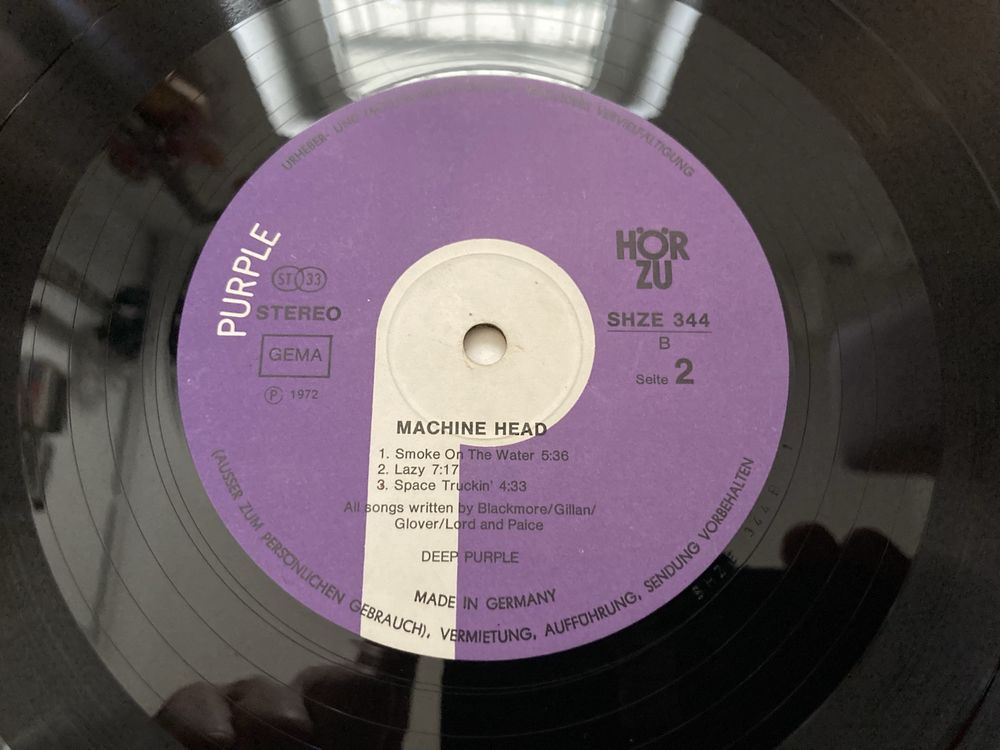 URHEBER- UND
VERVIELFÄLTIGUNG
PURPLE
ST 33
STEREO
GEMA
Ⓟ 1972
HÖR
ZU
SHZE 344
B
Seite 2
MACHINE HEAD
1. Smoke On The Water 5:36
2. Lazy 7:17
3. Space Truckin' 4:33
All songs written by Blackmore/Gillan/
Glover/Lord and Paice
DEEP PURPLE
MADE IN GERMANY
(AUSSER ZUM PERSÖNLICHEN GEBRAUCH), VERMIETUNG, AUFFÜHRUNG, SENDUNG VORBEHALTEN